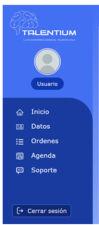 TALENTIUM
Usuario
Inicio
Datos
Ordenes
Agenda
Soporte
Cerrar sesión